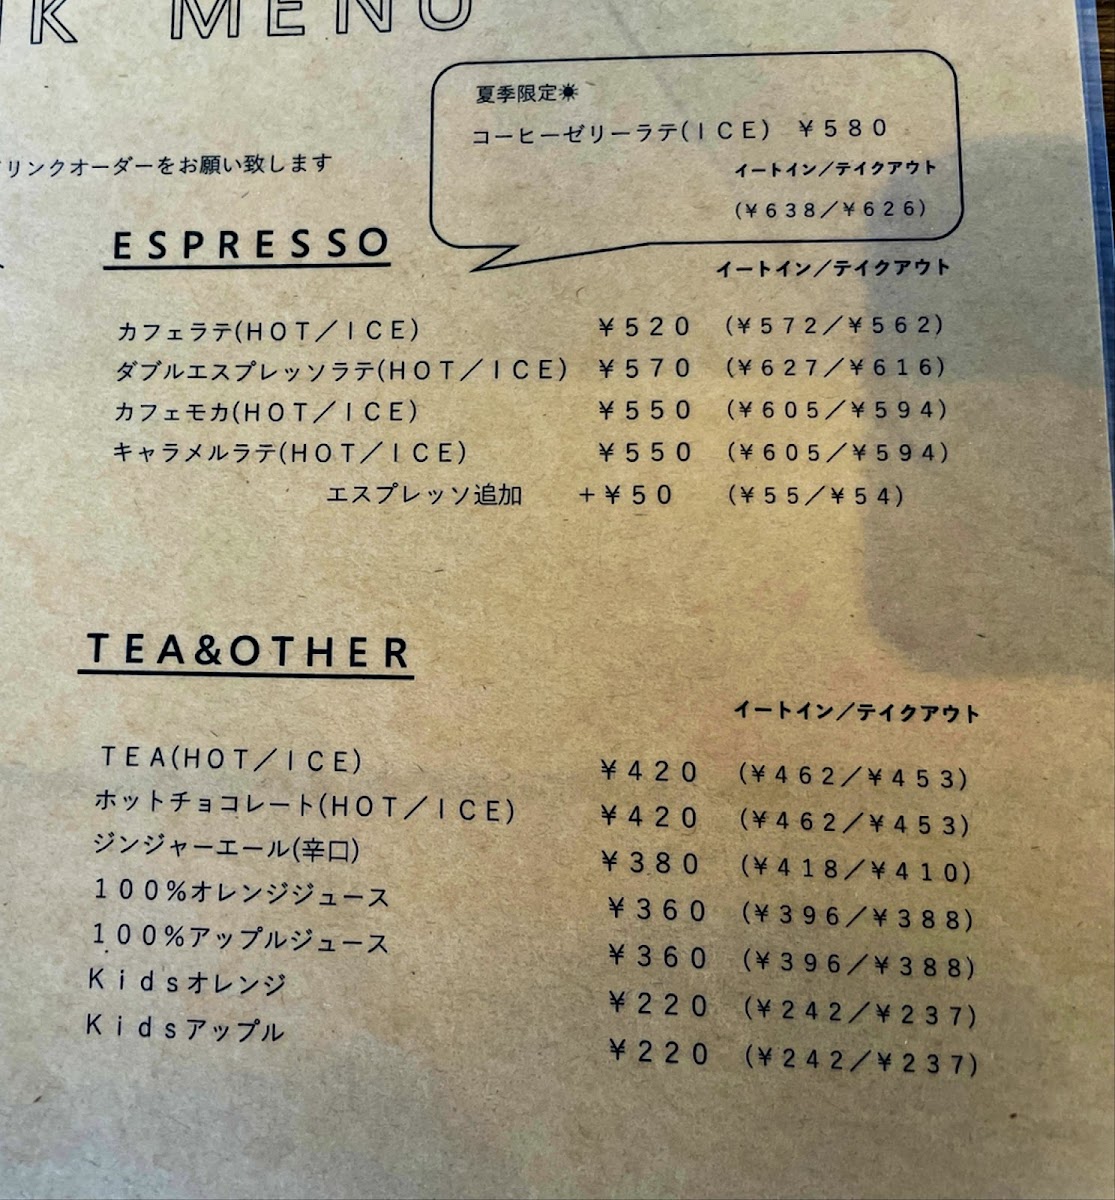 K MENU
夏季限定☀
コーヒーゼリーラテ(ICE) ￥580
イートイン／テイクアウト
(￥638／￥626)
リンクオーダーをお願い致します
ESPRESSO
イートイン／テイクアウト
カフェラテ(HOT／ICE) ￥520 (￥572／￥562)
ダブルエスプレッソラテ(HOT／ICE) ￥570 (￥627／￥616)
カフェモカ(HOT／ICE) ￥550 (￥605／￥594)
キャラメルラテ(HOT／ICE) ￥550 (￥605／￥594)
エスプレッソ追加 +￥50 (￥55／￥54)
TEA&OTHER
イートイン／テイクアウト
TEA(HOT／ICE) ￥420 (￥462／￥453)
ホットチョコレート(HOT／ICE) ￥420 (￥462／￥453)
ジンジャーエール(辛口) ￥380 (￥418／￥410)
100%オレンジジュース ￥360 (￥396／￥388)
100%アップルジュース ￥360 (￥396／￥388)
Kidsオレンジ ￥220 (￥242／￥237)
Kidsアップル ￥220 (￥242／￥237)